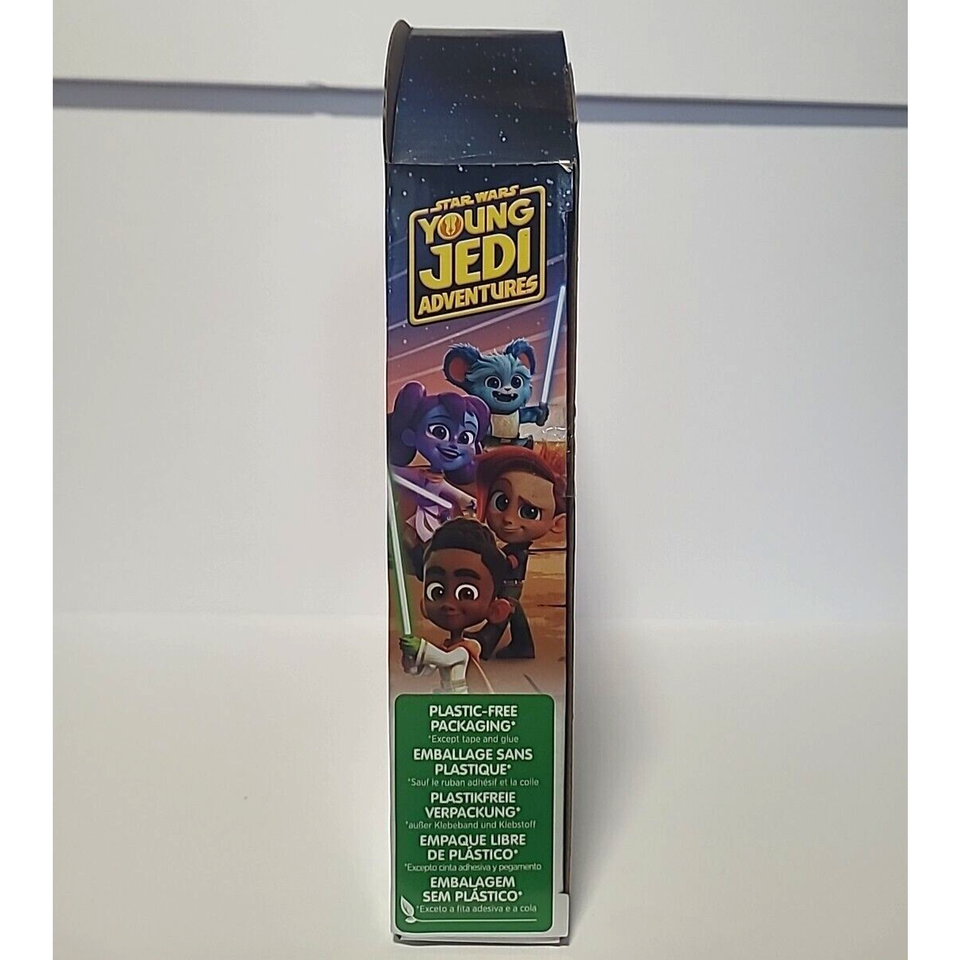 STAR WARS
YOUNG
JEDI
ADVENTURES
PLASTIC-FREE
PACKAGING*
*Except tape and glue
EMBALLAGE SANS
PLASTIQUE*
*Sauf le ruban adhésif et la colle
PLASTIKFREIE
VERPACKUNG*
*außer Klebeband und Klebstoff
EMPAQUE LIBRE
DE PLÁSTICO*
*Excepto cinta adhesiva y pegamento
EMBALAGEM
SEM PLÁSTICO*
*Exceto a fita adesiva e a cola